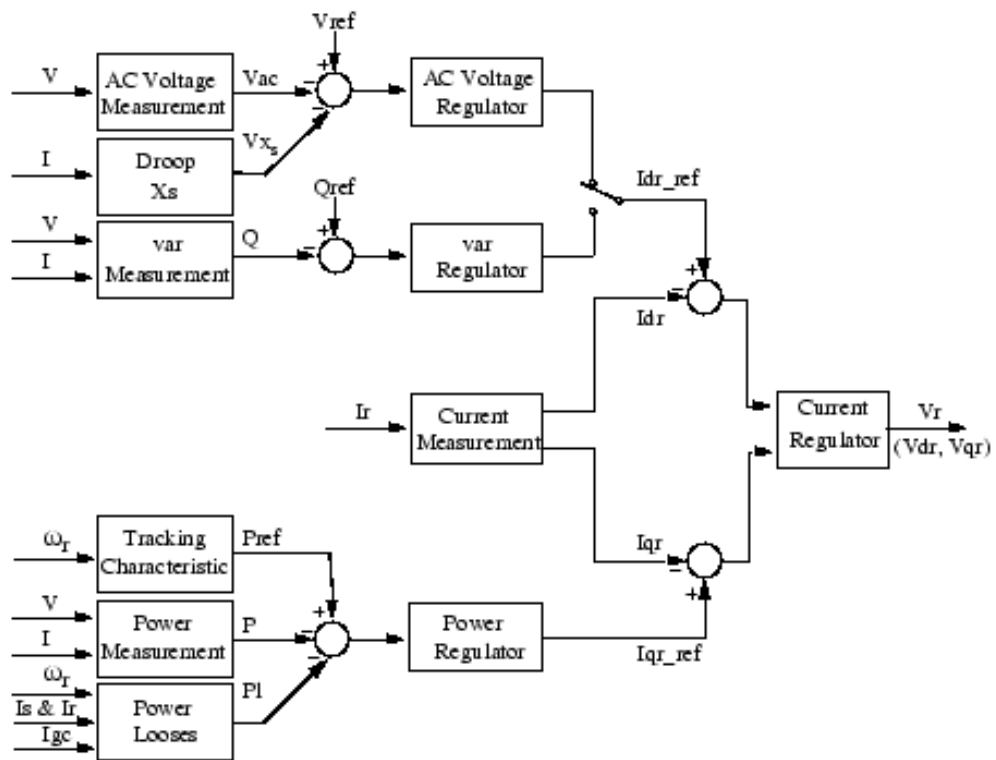 Vref
V
AC Voltage
Measurement
Vac
+
-
-
AC Voltage
Regulator
I
Droop
Xs
Vxs
Qref
Idr_ref
V
I
var
Measurement
Q
+
-
var
Regulator
+
-
Idr
Ir
Current
Measurement
Current
Regulator
Vr
(Vdr, Vqr)
ωr
Tracking
Characteristic
Pref
Iqr
-
+
V
I
Power
Measurement
P
+
-
-
Power
Regulator
Iqr_ref
ωr
Is & Ir
Igc
Power
Looses
Pl